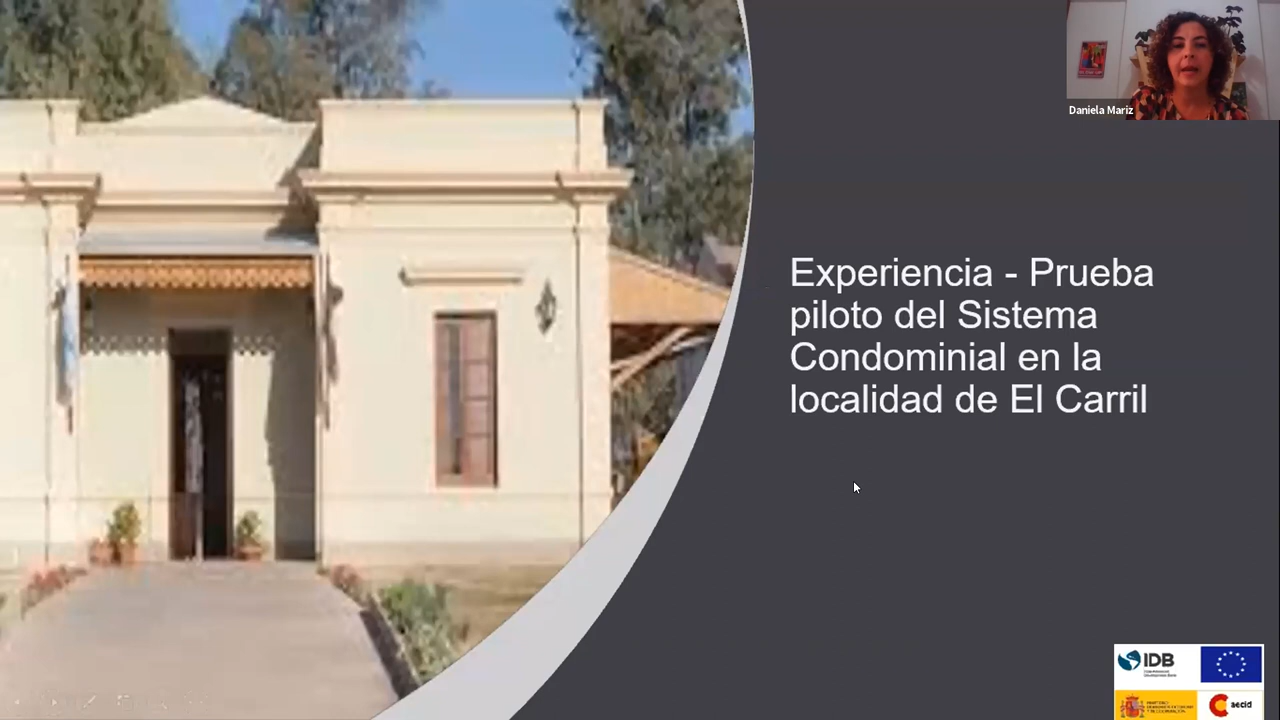 Daniela Mariz
Experiencia - Prueba
piloto del Sistema
Condominial en la
localidad de El Carril
IDB
aecid